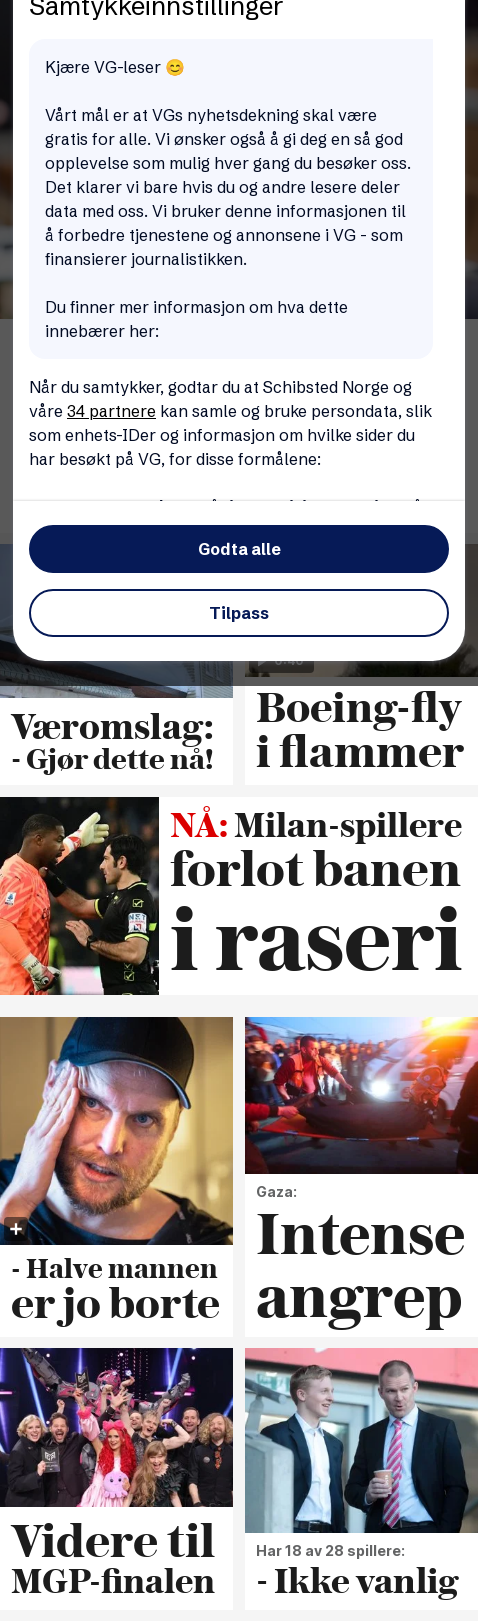 Samtykkeinnstillinger
Kjære VG-leser 😊
Vårt mål er at VGs nyhetsdekning skal være
gratis for alle. Vi ønsker også å gi deg en så god
opplevelse som mulig hver gang du besøker oss.
Det klarer vi bare hvis du og andre lesere deler
data med oss. Vi bruker denne informasjonen til
å forbedre tjenestene og annonsene i VG - som
finansierer journalistikken.
Du finner mer informasjon om hva dette
innebærer her:
Når du samtykker, godtar du at Schibsted Norge og
våre 34 partnere kan samle og bruke persondata, slik
som enhets-IDer og informasjon om hvilke sider du
har besøkt på VG, for disse formålene:
Godta alle
Tilpass
Væromslag:
- Gjør dette nå!
Boeing-fly
i flammer
NÅ: Milan-spillere
forlot banen
i raseri
- Halve mannen
er jo borte
Gaza:
Intense
angrep
Videre til
MGP-finalen
Har 18 av 28 spillere:
- Ikke vanlig